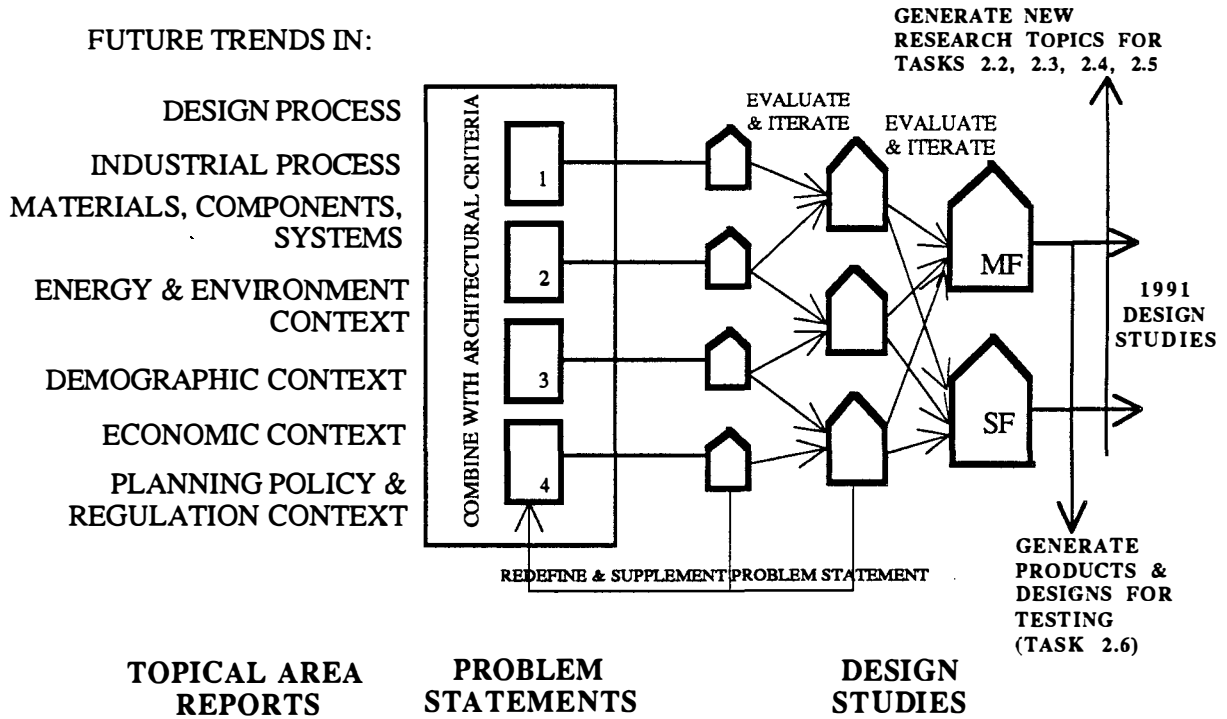 FUTURE TRENDS IN:
DESIGN PROCESS
INDUSTRIAL PROCESS
MATERIALS, COMPONENTS,
SYSTEMS
ENERGY & ENVIRONMENT
CONTEXT
DEMOGRAPHIC CONTEXT
ECONOMIC CONTEXT
PLANNING POLICY &
REGULATION CONTEXT
COMBINE WITH ARCHITECTURAL CRITERIA
1
2
3
4
EVALUATE
& ITERATE
EVALUATE
& ITERATE
MF
SF
GENERATE NEW
RESEARCH TOPICS FOR
TASKS 2.2, 2.3, 2.4, 2.5
1991
DESIGN
STUDIES
GENERATE
PRODUCTS &
DESIGNS FOR
TESTING
(TASK 2.6)
REDEFINE & SUPPLEMENT PROBLEM STATEMENT
TOPICAL AREA
REPORTS
PROBLEM
STATEMENTS
DESIGN
STUDIES